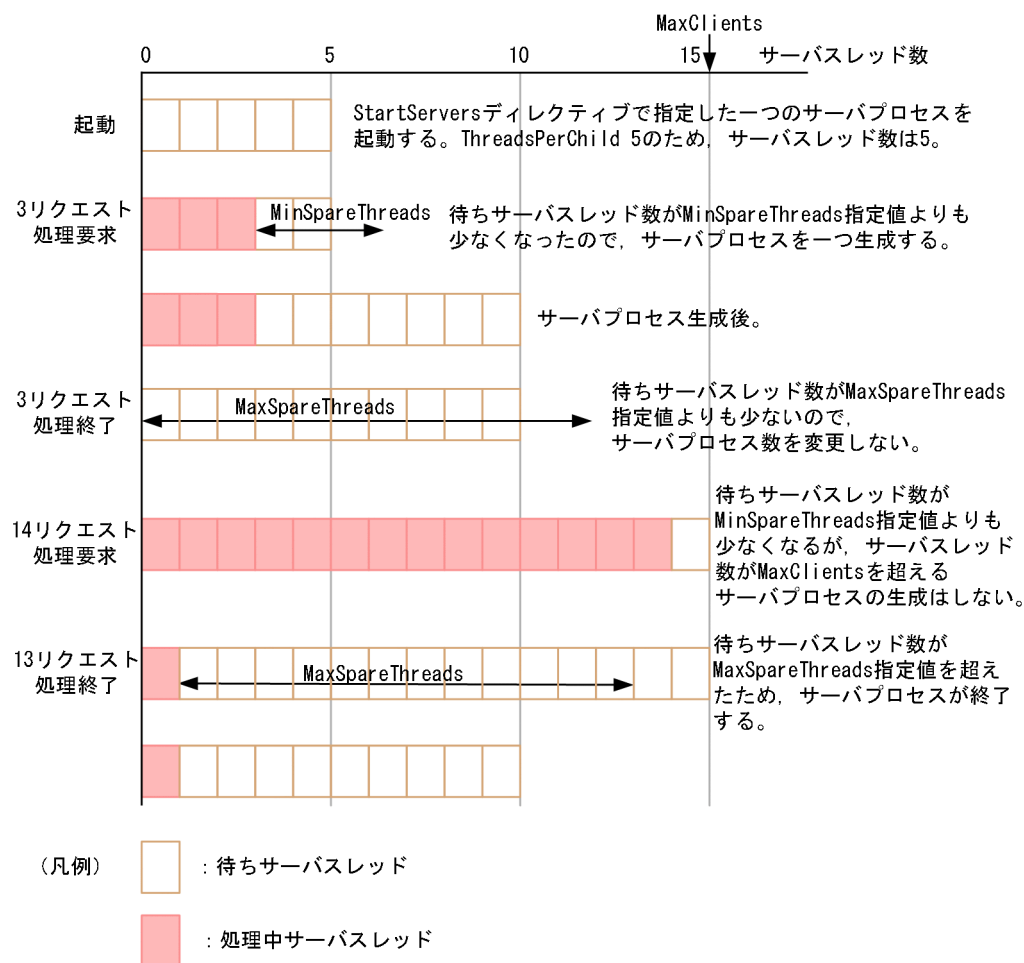 MaxClients
0 5 10 15 サーバスレッド数
起動
StartServersディレクティブで指定した一つのサーバプロセスを
起動する。ThreadsPerChild 5のため，サーバスレッド数は5。
3リクエスト
処理要求
MinSpareThreads
待ちサーバスレッド数がMinSpareThreads指定値よりも
少なくなったので，サーバプロセスを一つ生成する。
サーバプロセス生成後。
3リクエスト
処理終了
MaxSpareThreads
待ちサーバスレッド数がMaxSpareThreads
指定値よりも少ないので，
サーバプロセス数を変更しない。
14リクエスト
処理要求
待ちサーバスレッド数が
MinSpareThreads指定値よりも
少なくなるが，サーバスレッド
数がMaxClientsを超える
サーバプロセスの生成はしない。
13リクエスト
処理終了
MaxSpareThreads
待ちサーバスレッド数が
MaxSpareThreads指定値を超え
たため，サーバプロセスが終了
する。
（凡例）
：待ちサーバスレッド
：処理中サーバスレッド